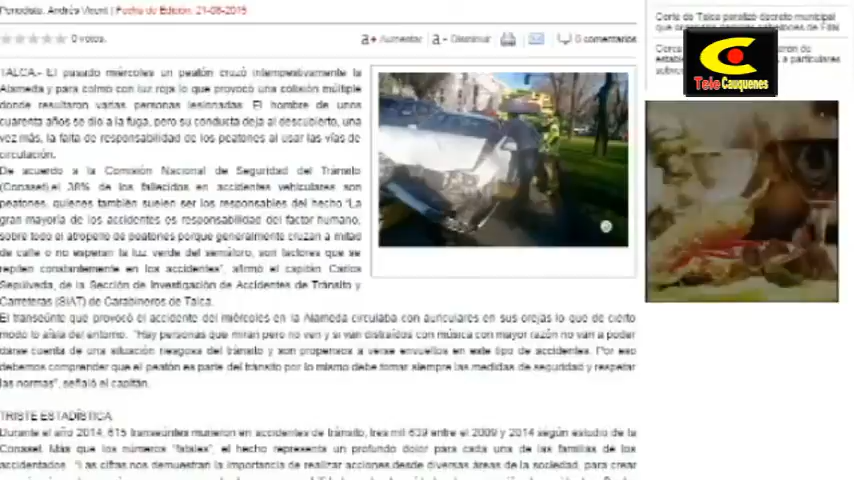 Periodista: Andrés Vicent | Fecha de Edición: 21-08-2015
0 votos.
a+ Aumentar
a- Disminuir
0 comentarios
TALCA.- El pasado miércoles un peatón cruzó intempestivamente la
Alameda y para colmo con luz roja lo que provocó una colisión múltiple
donde resultaron varias personas lesionadas. El hombre de unos
cuarenta años se dio a la fuga, pero su conducta deja al descubierto, una
vez más, la falta de responsabilidad de los peatones al usar las vías de
circulación.
De acuerdo a la Comisión Nacional de Seguridad del Tránsito
(Conaset),el 38% de los fallecidos en accidentes vehiculares son
peatones, quienes también suelen ser los responsables del hecho "La
gran mayoría de los accidentes es responsabilidad del factor humano,
sobre todo el atropello de peatones porque generalmente cruzan a mitad
de calle o no esperan la luz verde del semáforo, son factores que se
repiten constantemente en los accidentes", afirmó el capitán Carlos
Sepúlveda, de la Sección de Investigación de Accidentes de Tránsito y
Carreteras (SIAT) de Carabineros de Talca.
El transeúnte que provocó el accidente del miércoles en la Alameda circulaba con auriculares en sus orejas lo que de cierto
modo lo aísla del entorno. "Hay personas que miran pero no ven y si van distraídos con música con mayor razón no van a poder
darse cuenta de una situación riesgosa del tránsito y son propensos a verse envueltos en este tipo de accidentes. Por eso
debemos comprender que el peatón es parte del tránsito por lo mismo debe tomar siempre las medidas de seguridad y respetar
las normas", señaló el capitán.
TRISTE ESTADÍSTICA
Durante el año 2014, 615 transeúntes murieron en accidentes de tránsito, tres mil 639 entre el 2009 y 2014 según estudio de la
Conaset. Más que los números "fatales", el hecho representa un profundo dolor para cada una de las familias de los
accidentados. "Las cifras nos demuestran la importancia de realizar acciones desde diversas áreas de la sociedad, para crear
Corte de Talca paralizó decreto municipal
que
Cerca
de
a particulares
Tele Cauquenes